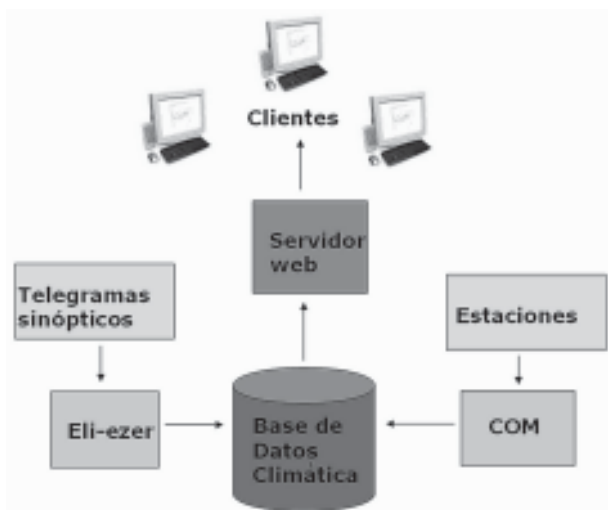 Clientes
Servidor
web
Telegramas
sinópticos
Estaciones
Eli-ezer
Base de
Datos
Climática
COM